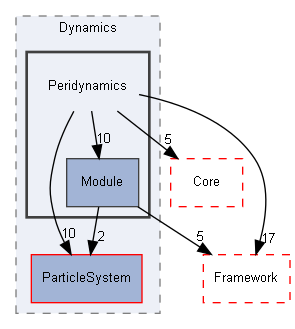 Dynamics
Peridynamics
10
5
Module
Core
10
2
5
17
ParticleSystem
Framework